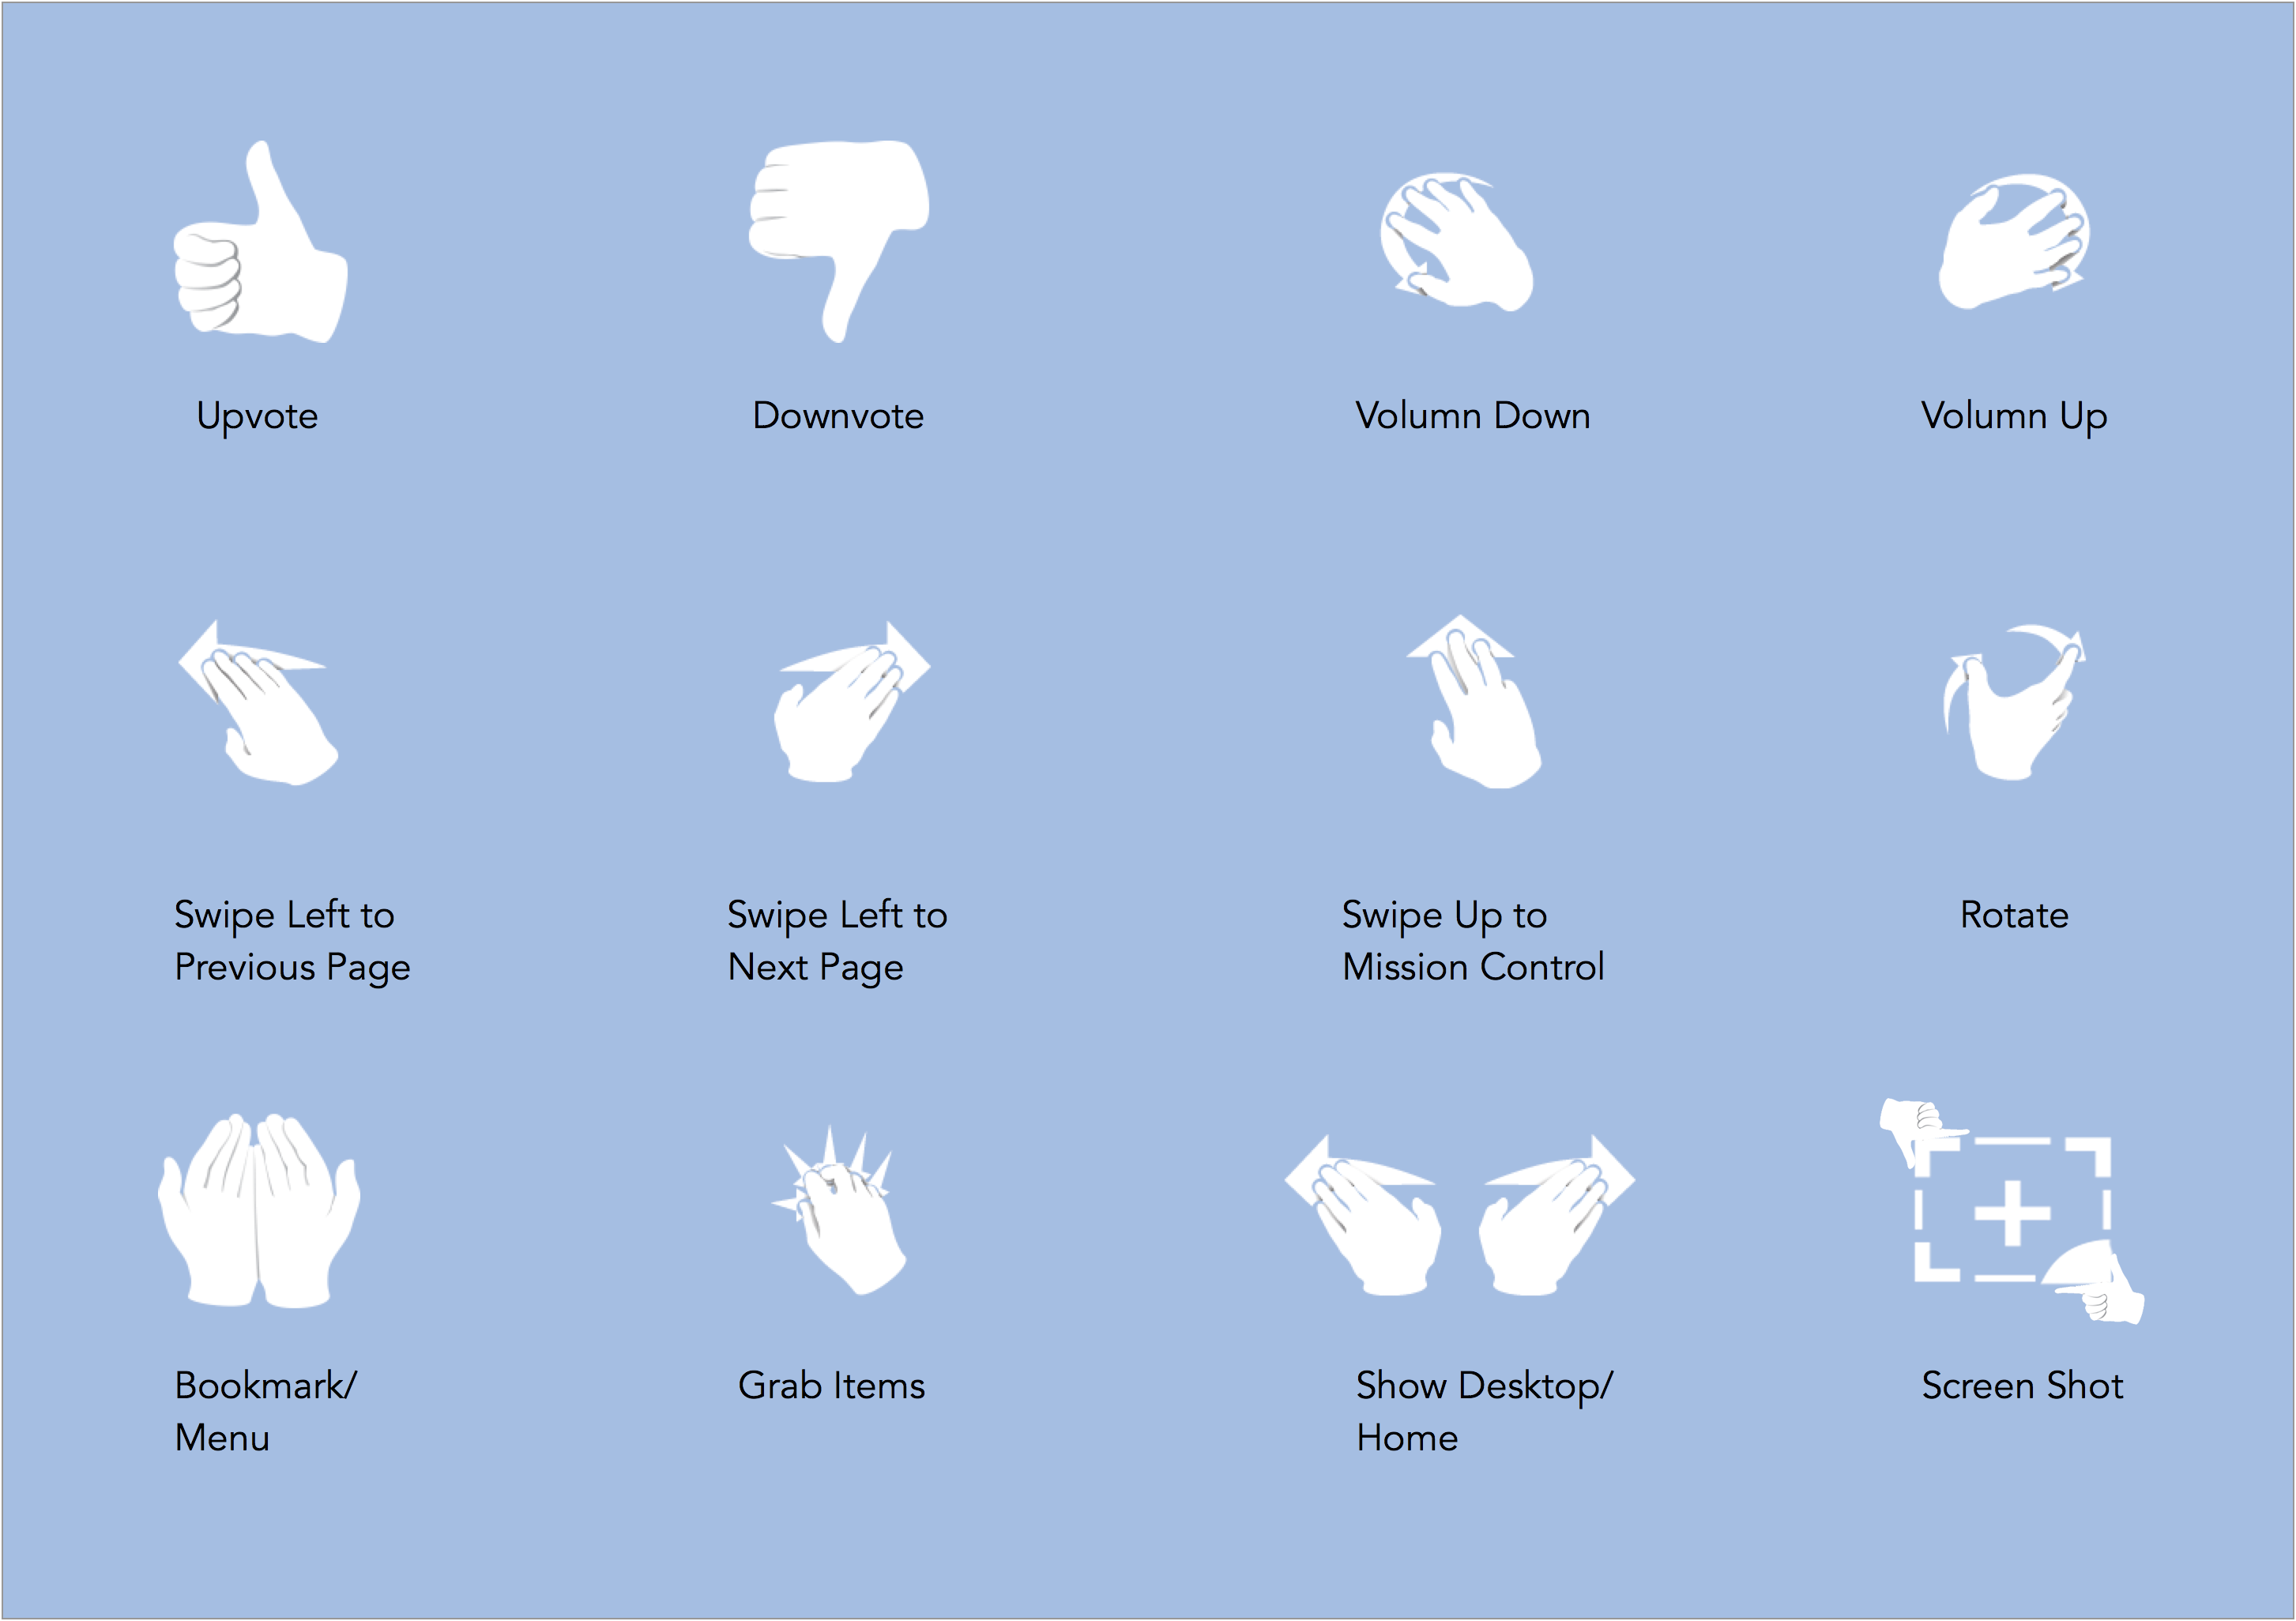 Upvote
Downvote
Volumn Down
Volumn Up
Swipe Left to
Previous Page
Swipe Left to
Next Page
Swipe Up to
Mission Control
Rotate
Bookmark/
Menu
Grab Items
Show Desktop/
Home
Screen Shot